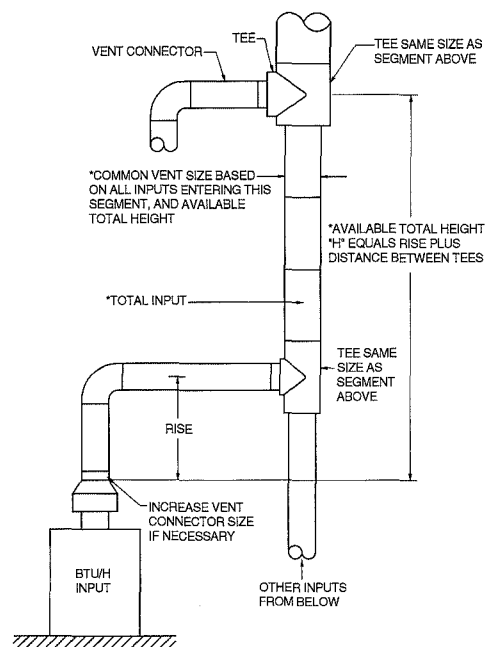 TEE
VENT CONNECTOR
TEE SAME SIZE AS
SEGMENT ABOVE
*COMMON VENT SIZE BASED
ON ALL INPUTS ENTERING THIS
SEGMENT, AND AVAILABLE
TOTAL HEIGHT
*AVAILABLE TOTAL HEIGHT
"H" EQUALS RISE PLUS
DISTANCE BETWEEN TEES
*TOTAL INPUT
TEE SAME
SIZE AS
SEGMENT
ABOVE
RISE
INCREASE VENT
CONNECTOR SIZE
IF NECESSARY
BTU/H
INPUT
OTHER INPUTS
FROM BELOW